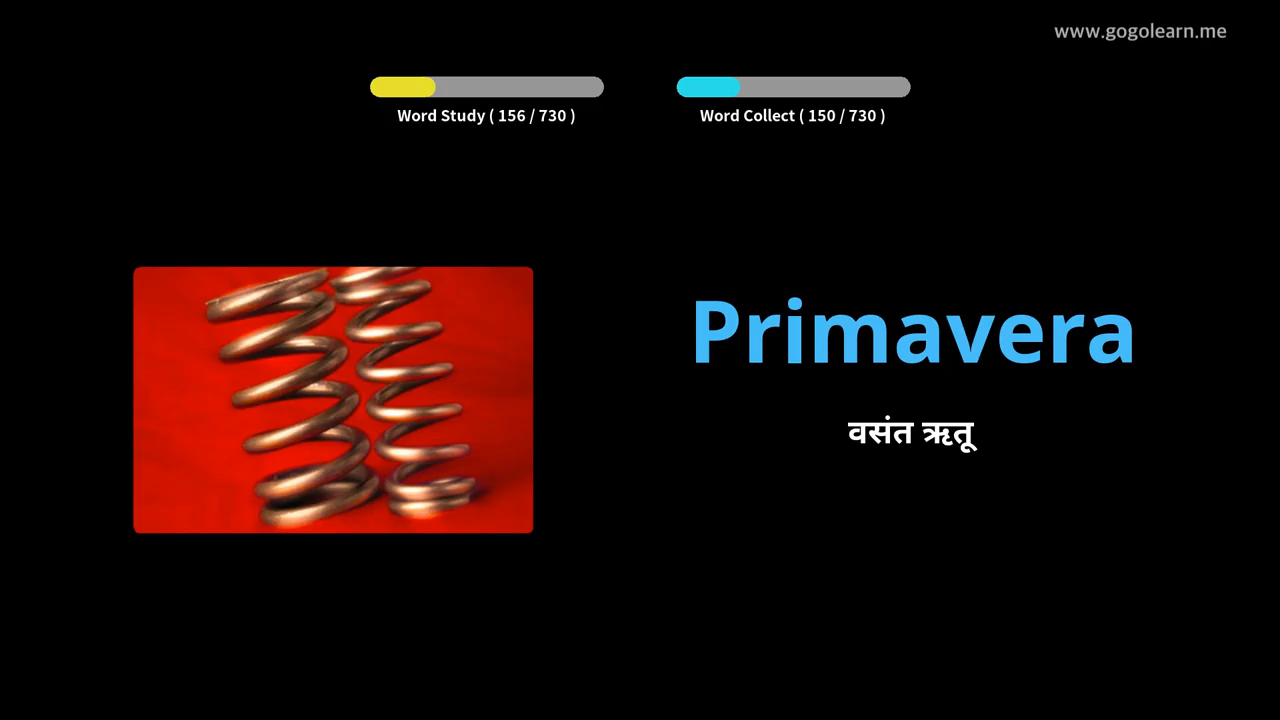 www.gogolearn.me
Word Study ( 156 / 730 )
Word Collect ( 150 / 730 )
Primavera
वसंत ऋतू